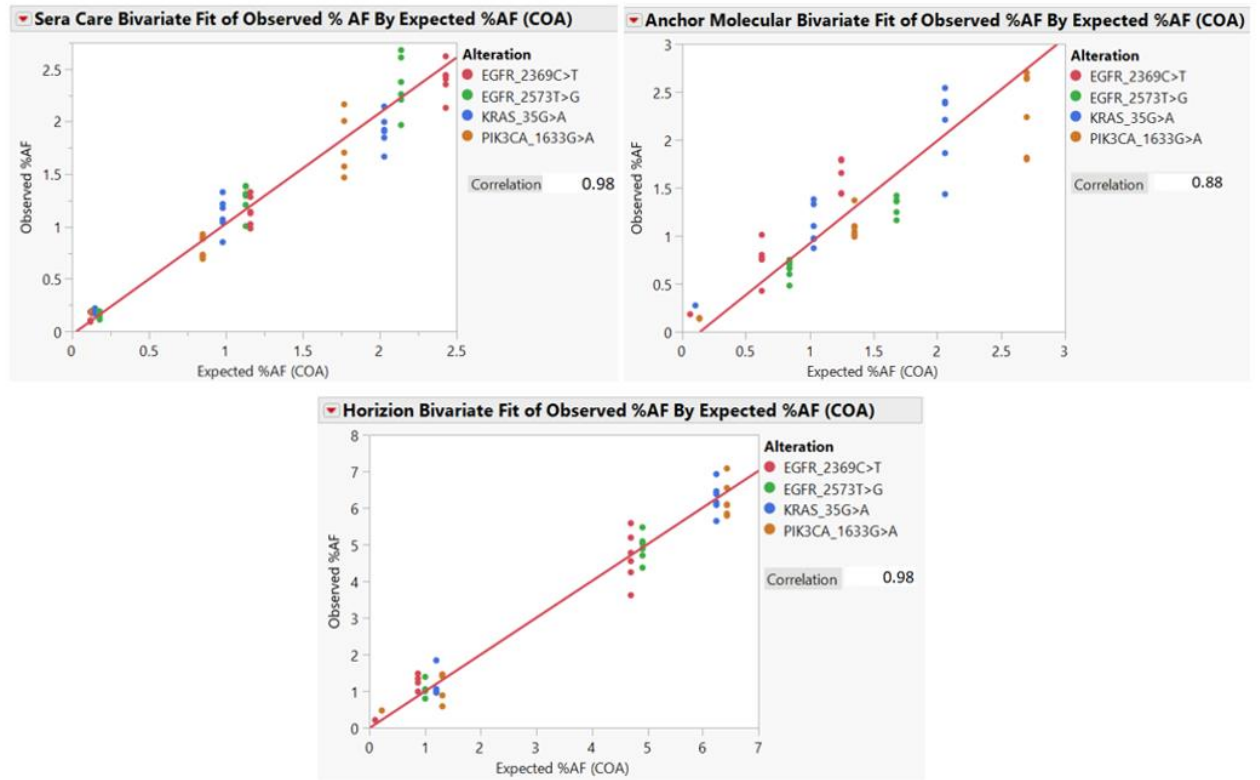 Sera Care Bivariate Fit of Observed % AF By Expected %AF (COA)
2.5
2
1.5
1
0.5
0
Observed %AF
0 0.5 1 1.5 2 2.5
Expected %AF (COA)
Alteration
EGFR_2369C>T
EGFR_2573T>G
KRAS_35G>A
PIK3CA_1633G>A
Correlation 0.98
Anchor Molecular Bivariate Fit of Observed %AF By Expected %AF (COA)
3
2.5
2
1.5
1
0.5
0
Observed %AF
0 0.5 1 1.5 2 2.5 3
Expected %AF (COA)
Alteration
EGFR_2369C>T
EGFR_2573T>G
KRAS_35G>A
PIK3CA_1633G>A
Correlation 0.88
Horizion Bivariate Fit of Observed %AF By Expected %AF (COA)
8
7
6
5
4
3
2
1
0
Observed %AF
0 1 2 3 4 5 6 7
Expected %AF (COA)
Alteration
EGFR_2369C>T
EGFR_2573T>G
KRAS_35G>A
PIK3CA_1633G>A
Correlation 0.98